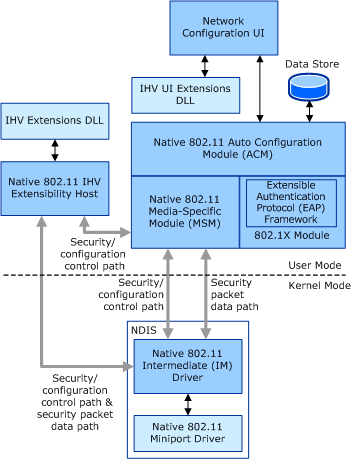 Network
Configuration UI
Data Store
IHV UI Extensions
DLL
IHV Extensions DLL
Native 802.11 Auto Configuration
Module (ACM)
Native 802.11 IHV
Extensibility Host
Native 802.11
Media-Specific
Module (MSM)
Extensible
Authentication
Protocol (EAP)
Framework
802.1X Module
Security/
configuration
control path
User Mode
Kernel Mode
Security/
configuration
control path
Security
packet
data path
NDIS
Native 802.11
Intermediate (IM)
Driver
Security/
configuration
control path &
security packet
data path
Native 802.11
Miniport Driver